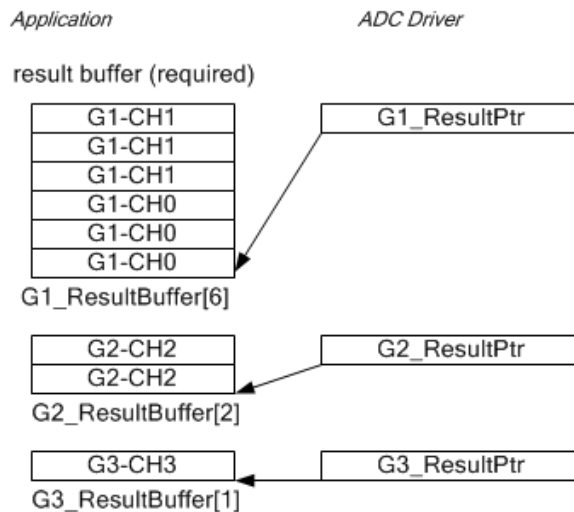 Application
ADC Driver
result buffer (required)
G1-CH1
G1_ResultPtr
G1-CH1
G1-CH1
G1-CH0
G1-CH0
G1-CH0
G1_ResultBuffer[6]
G2-CH2
G2_ResultPtr
G2-CH2
G2_ResultBuffer[2]
G3-CH3
G3_ResultPtr
G3_ResultBuffer[1]